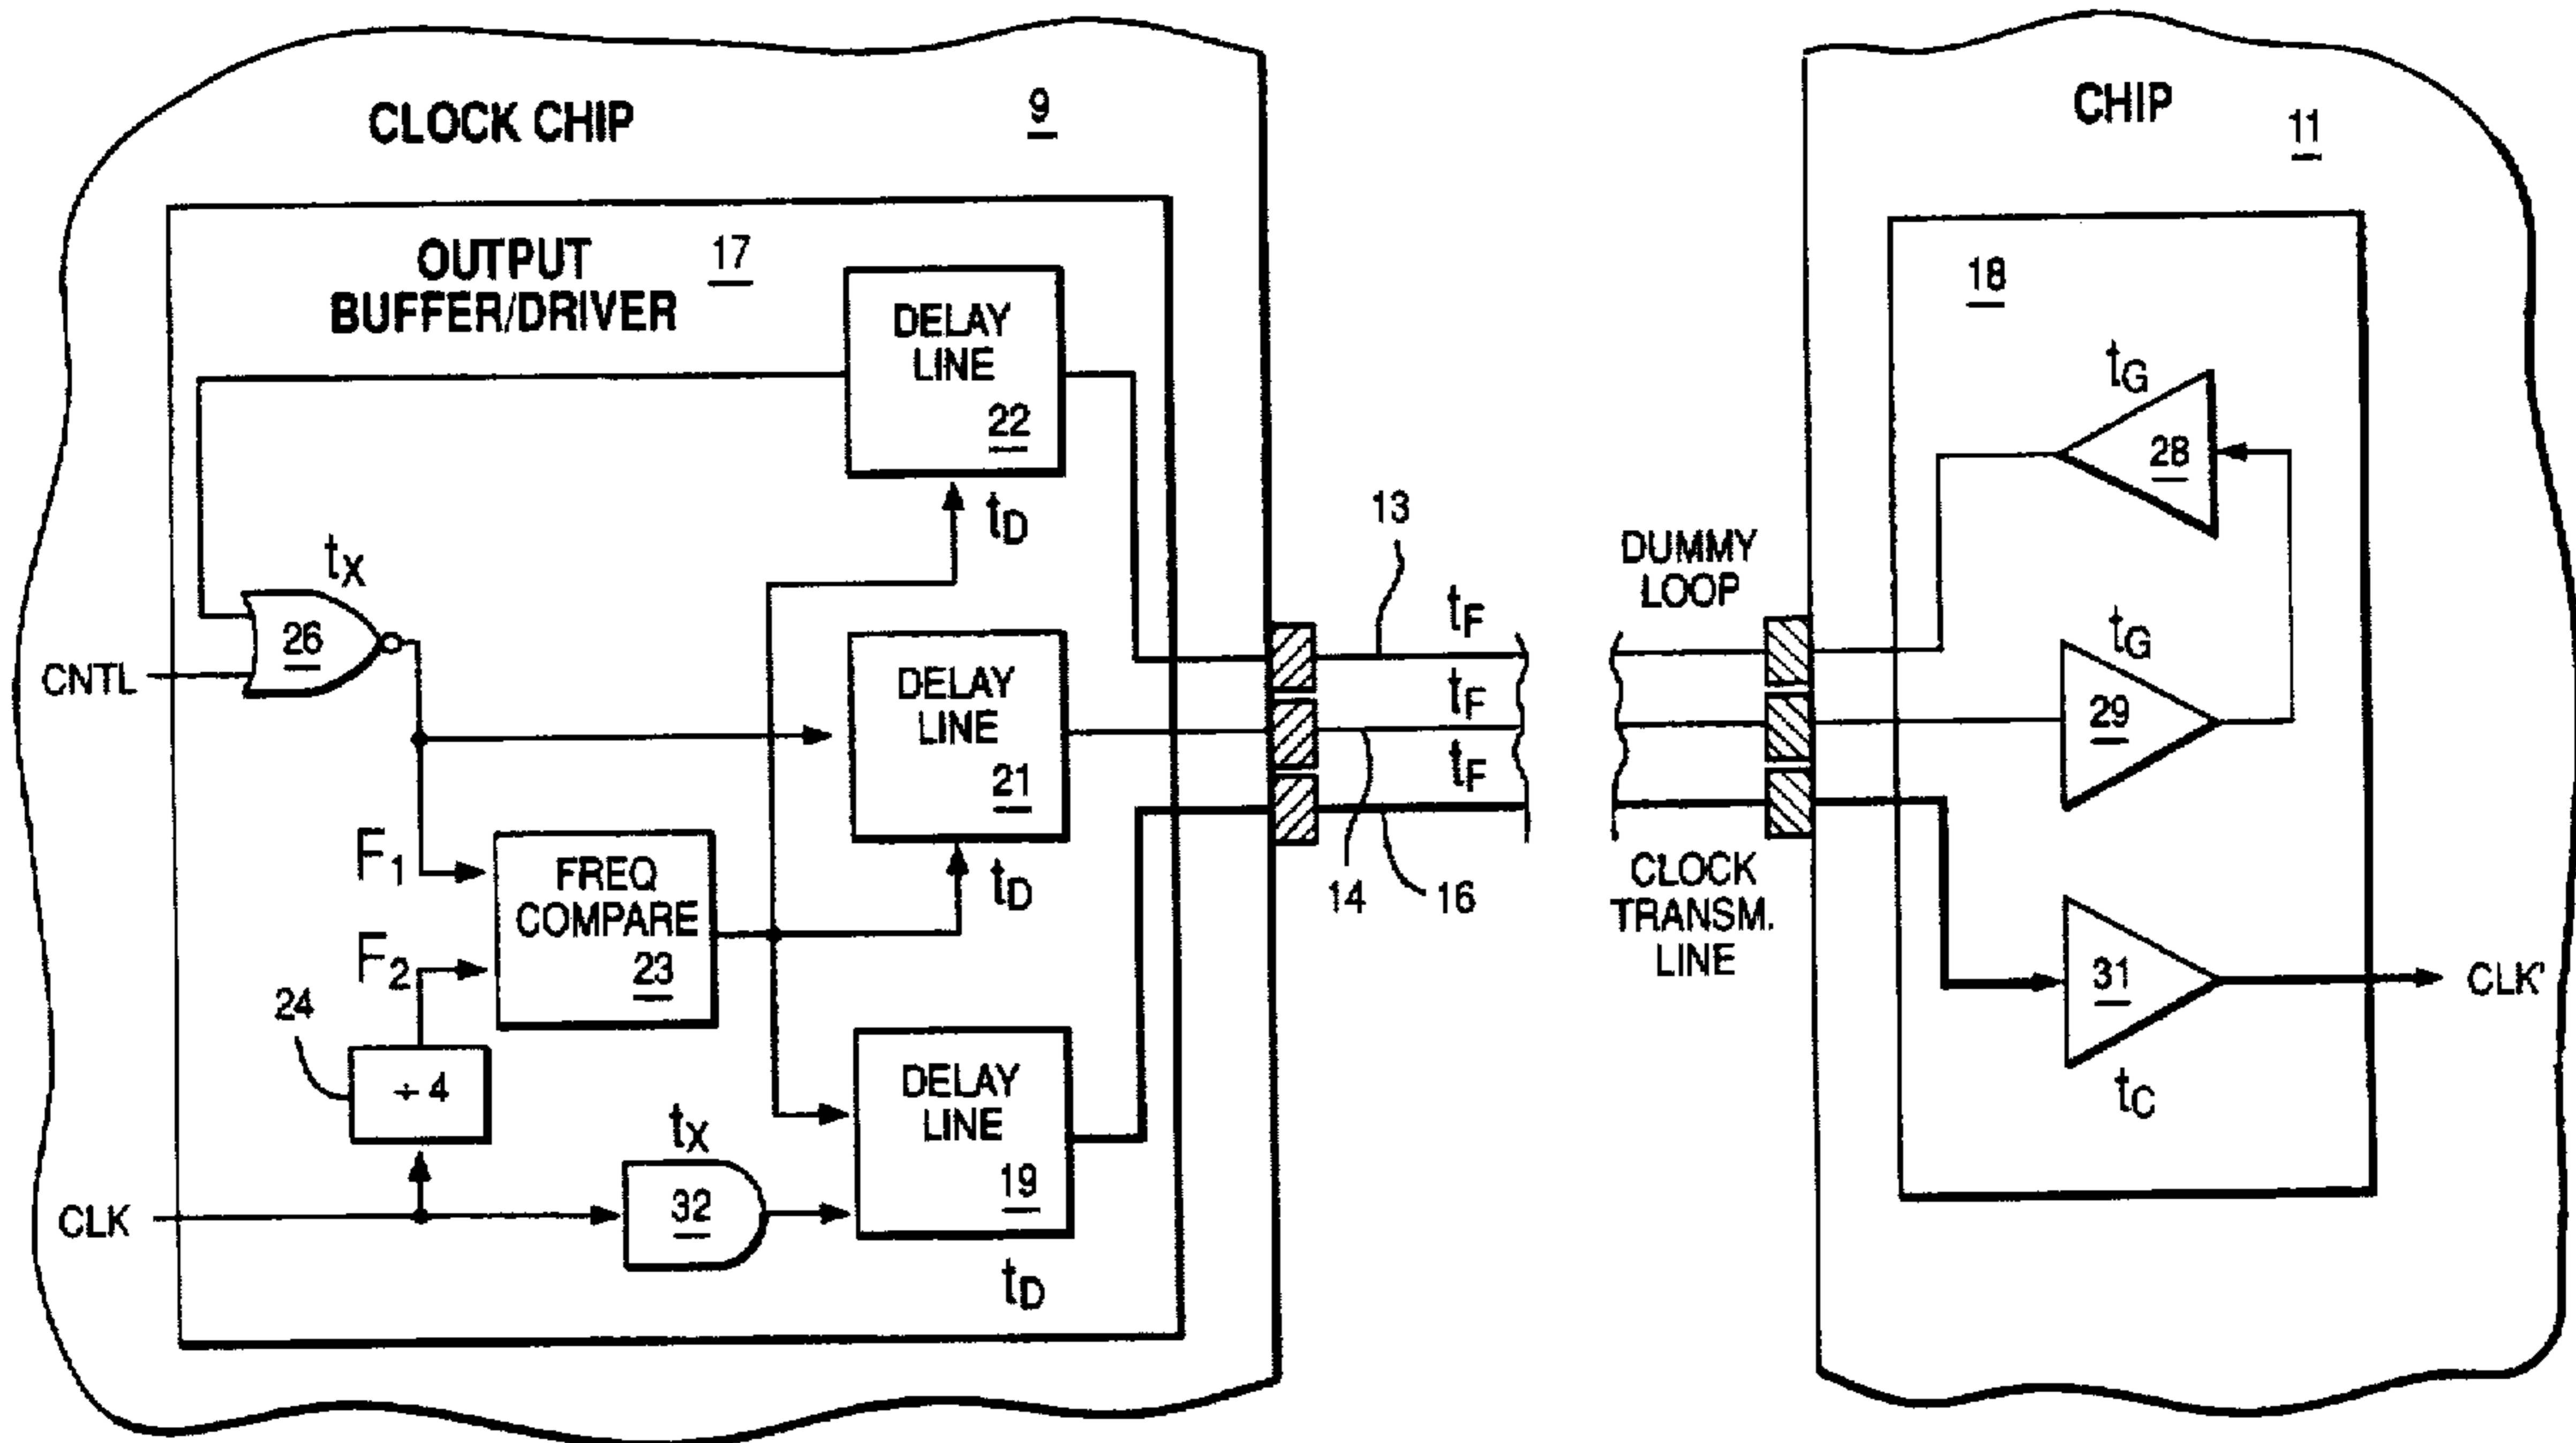 CLOCK CHIP
9
OUTPUT
BUFFER/DRIVER
17
DELAY
LINE
22
tD
tX
26
CNTL
DELAY
LINE
21
tD
F1
F2
FREQ
COMPARE
23
24
÷ 4
CLK
tX
32
DELAY
LINE
19
tD
13
tF
tF
tF
14
16
DUMMY
LOOP
CLOCK
TRANSM.
LINE
CHIP
11
18
tG
28
tG
29
31
tC
CLK'